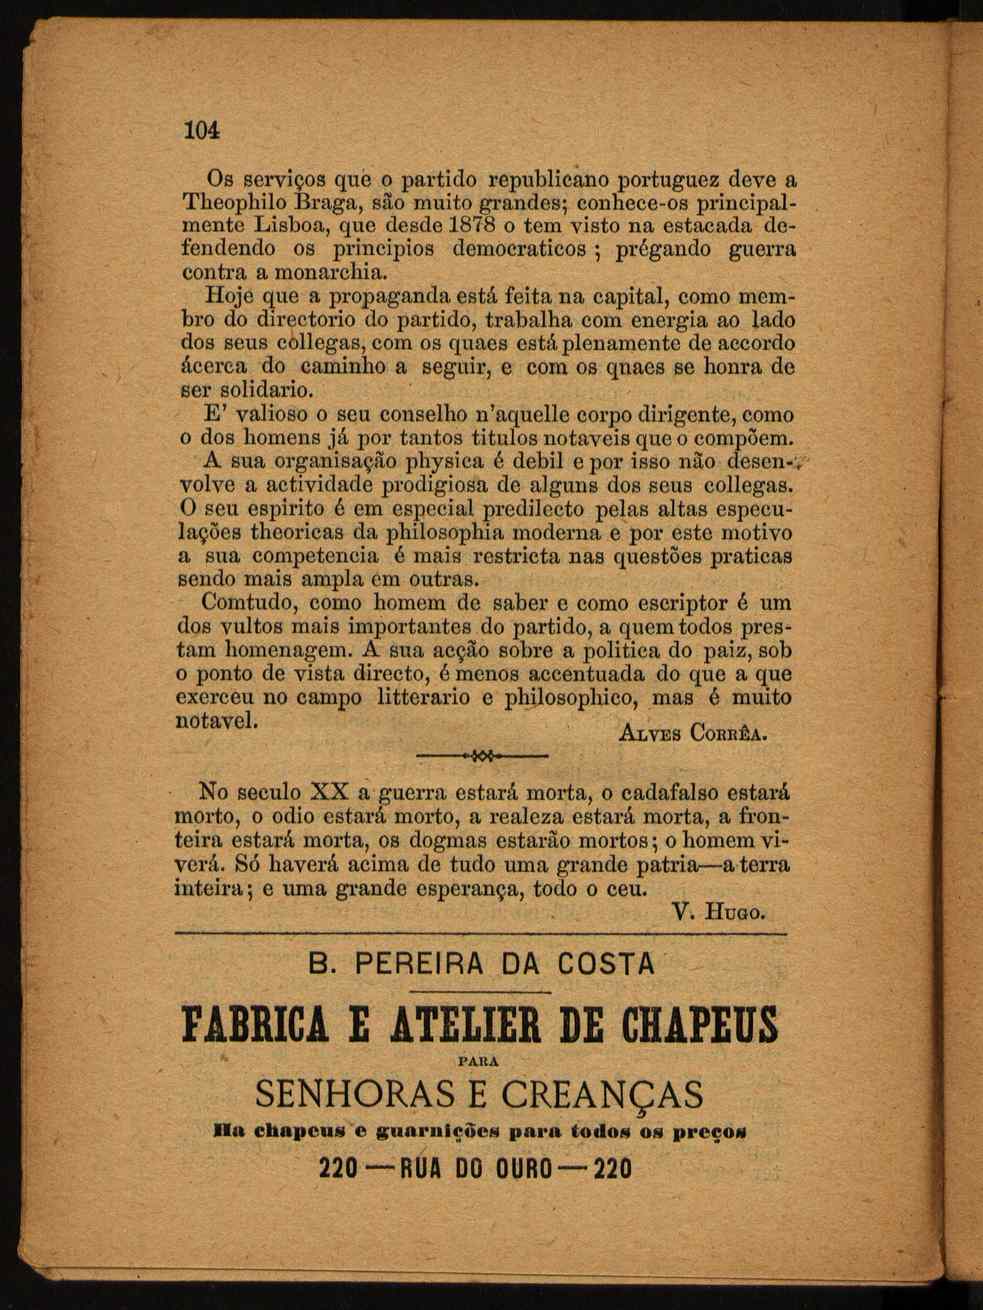 104
Os serviços que o partido republicano portuguez deve a
Theophilo Braga, são muito grandes; conhece-os principal-
mente Lisboa, que desde 1878 o tem visto na estacada de-
fendendo os principios democraticos ; prégando guerra
contra a monarchia.
Hoje que a propaganda está feita na capital, como mem-
bro do directorio do partido, trabalha com energia ao lado
dos seus collegas, com os quaes está plenamente de accordo
ácerca do caminho a seguir, e com os qnaes se honra de
ser solidario.
E' valioso o seu conselho n'aquelle corpo dirigente, como
o dos homens já por tantos titulos notaveis que o compõem.
A sua organisação physica é debil e por isso não desen-
volve a actividade prodigiosa de alguns dos seus collegas.
O seu espirito é em especial predilecto pelas altas especu-
lações theoricas da philosophia moderna e por este motivo
a sua competencia é mais restricta nas questões praticas
sendo mais ampla em outras.
Comtudo, como homem de saber e como escriptor é um
dos vultos mais importantes do partido, a quem todos pres-
tam homenagem. A sua acção sobre a politica do paiz, sob
o ponto de vista directo, é menos accentuada do que a que
exerceu no campo litterario e philosophico, mas é muito
notavel.
ALVES CORRÊA.
No seculo XX a guerra estará morta, o cadafalso estará
morto, o odio estará morto, a realeza estará morta, a fron-
teira estará morta, os dogmas estarão mortos; o homem vi-
verá. Só haverá acima de tudo uma grande patria—a terra
inteira; e uma grande esperança, todo o ceu.
V. HUGO.
B. PEREIRA DA COSTA
FABRICA E ATELIER DE CHAPEUS
PARA
SENHORAS E CREANÇAS
Ha chapeus e guarnições para todos os preços
220 — RUA DO OURO — 220